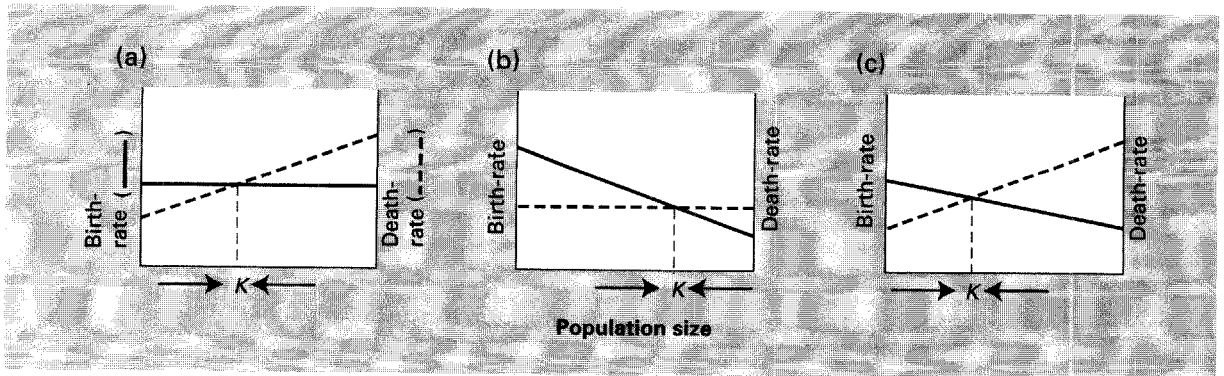 (a)
Birth-
rate (—)
Death-
rate (---)
K
(b)
Birth-rate
Death-rate
K
(c)
Birth-rate
Death-rate
K
Population size